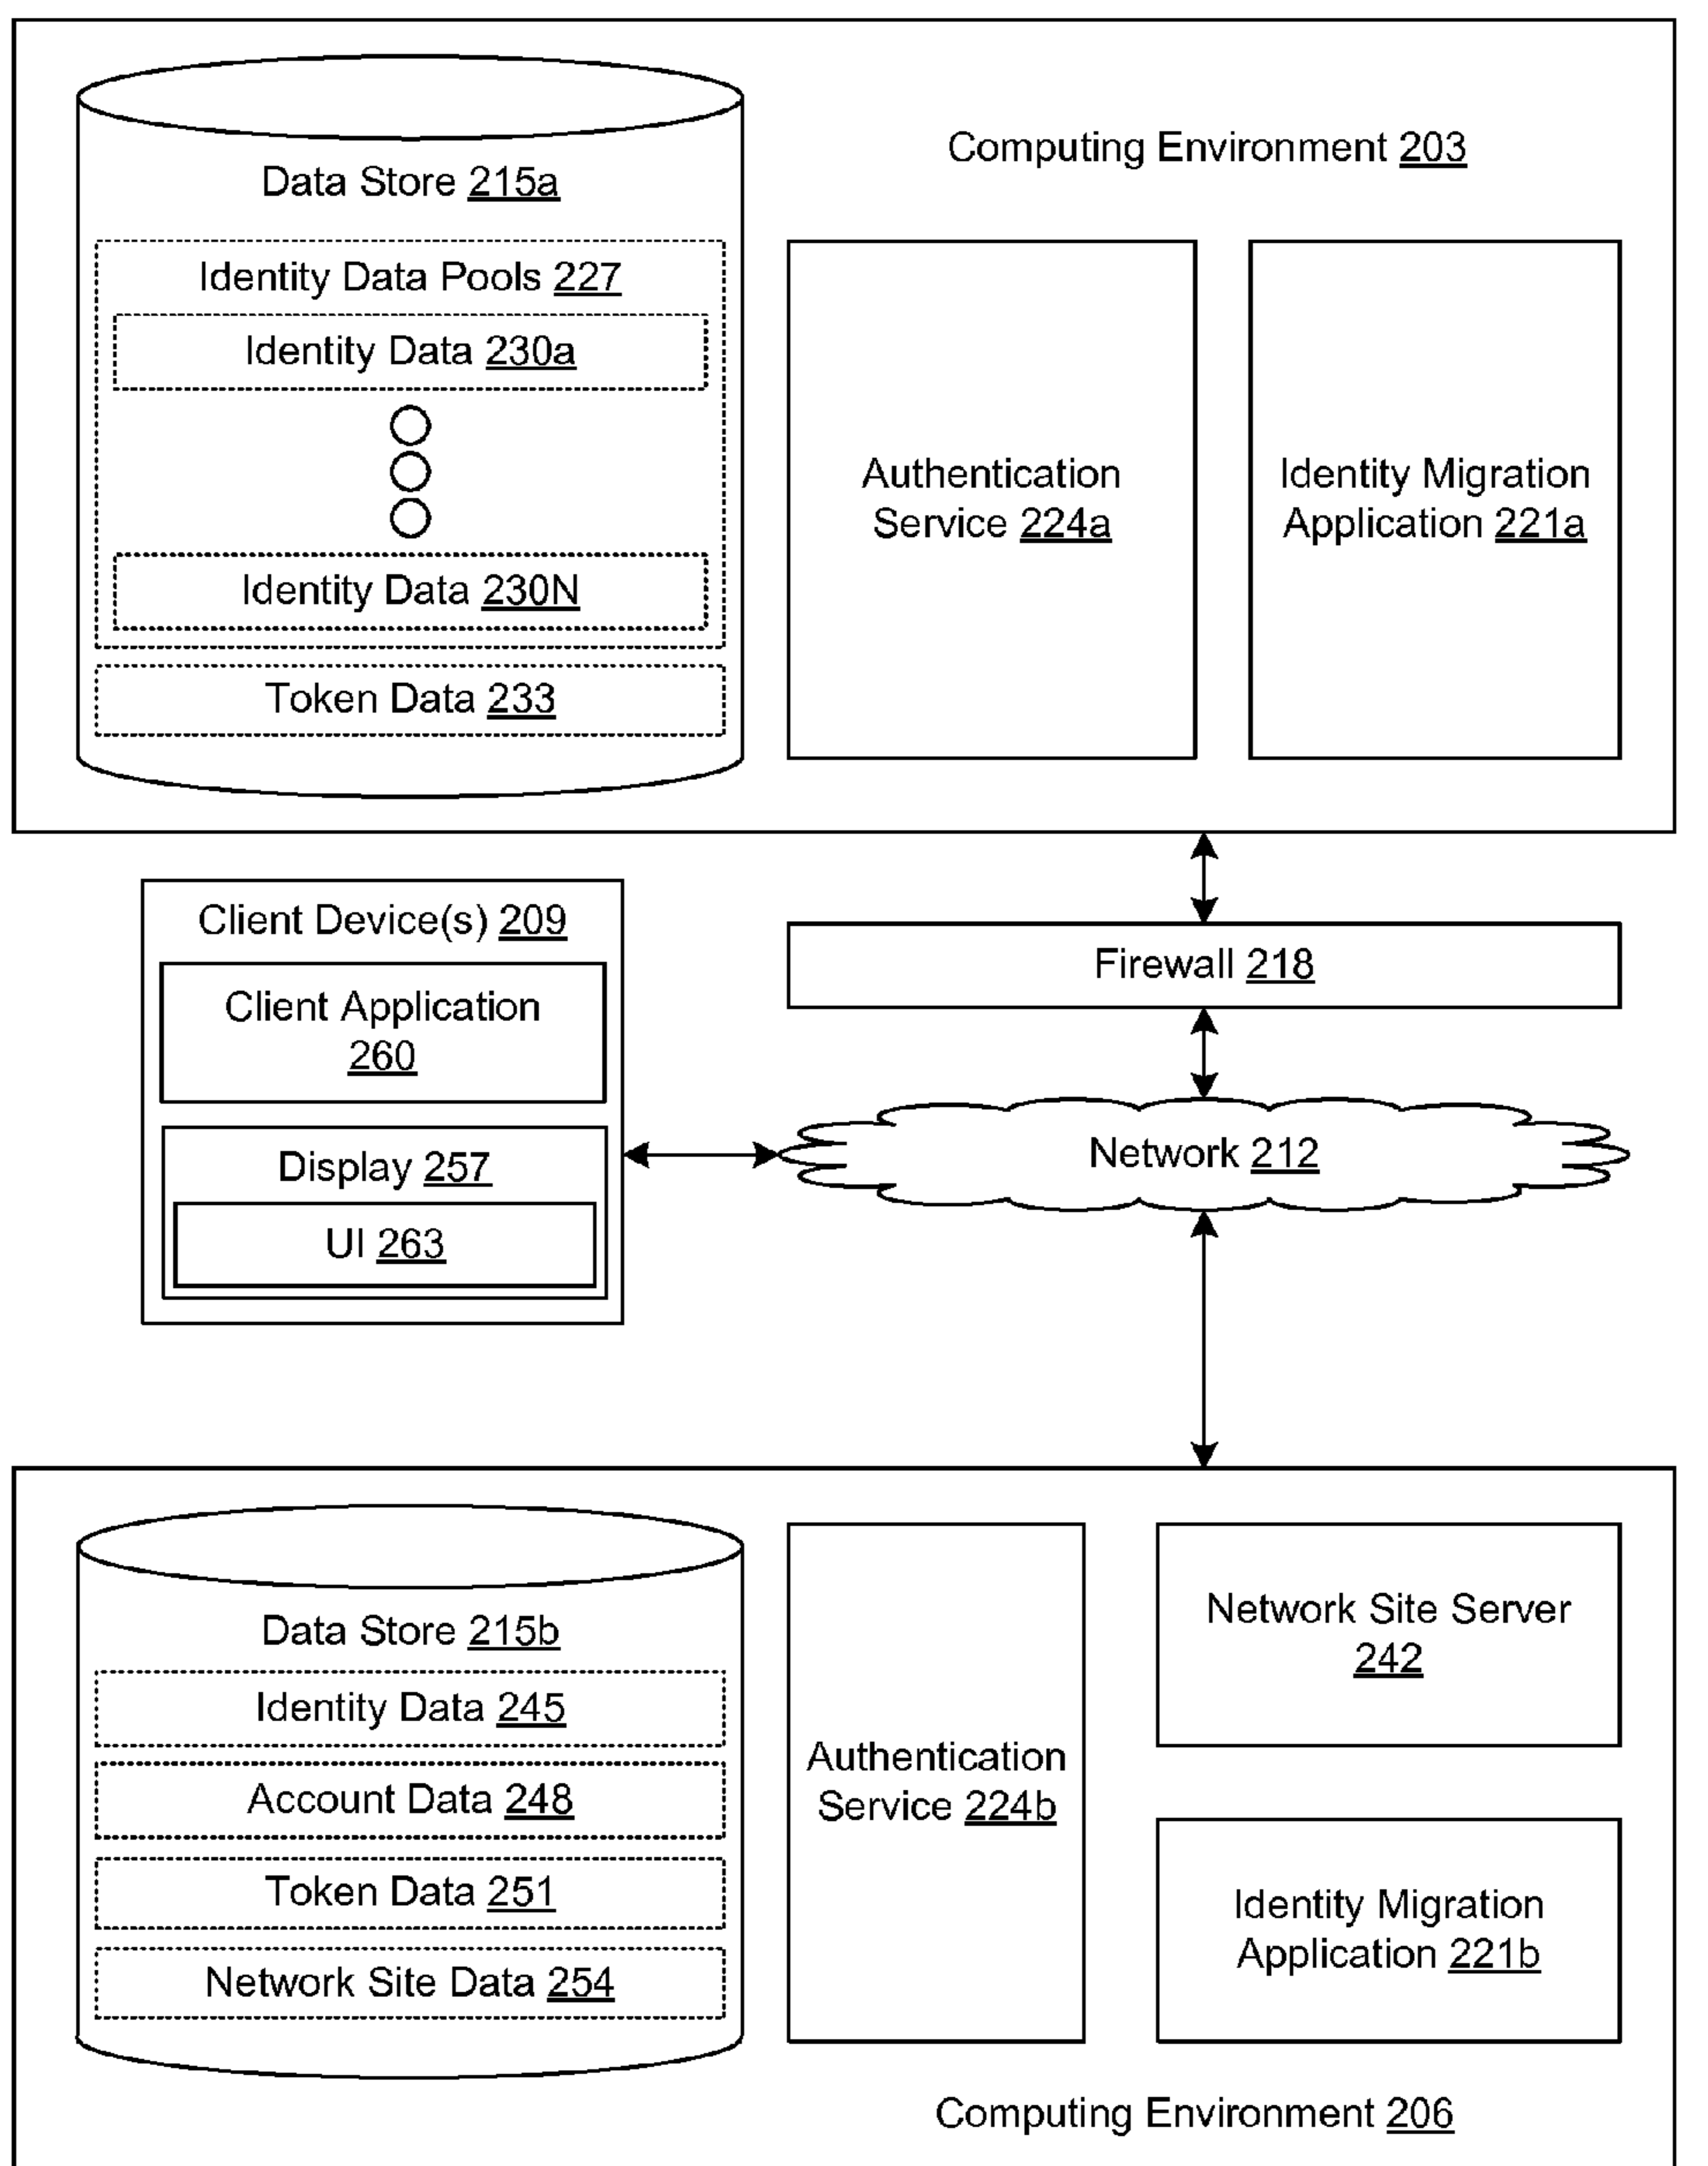 Computing Environment 203
Data Store 215a
Identity Data Pools 227
Identity Data 230a
Identity Data 230N
Token Data 233
Authentication
Service 224a
Identity Migration
Application 221a
Client Device(s) 209
Client Application
260
Display 257
UI 263
Firewall 218
Network 212
Data Store 215b
Identity Data 245
Account Data 248
Token Data 251
Network Site Data 254
Authentication
Service 224b
Network Site Server
242
Identity Migration
Application 221b
Computing Environment 206